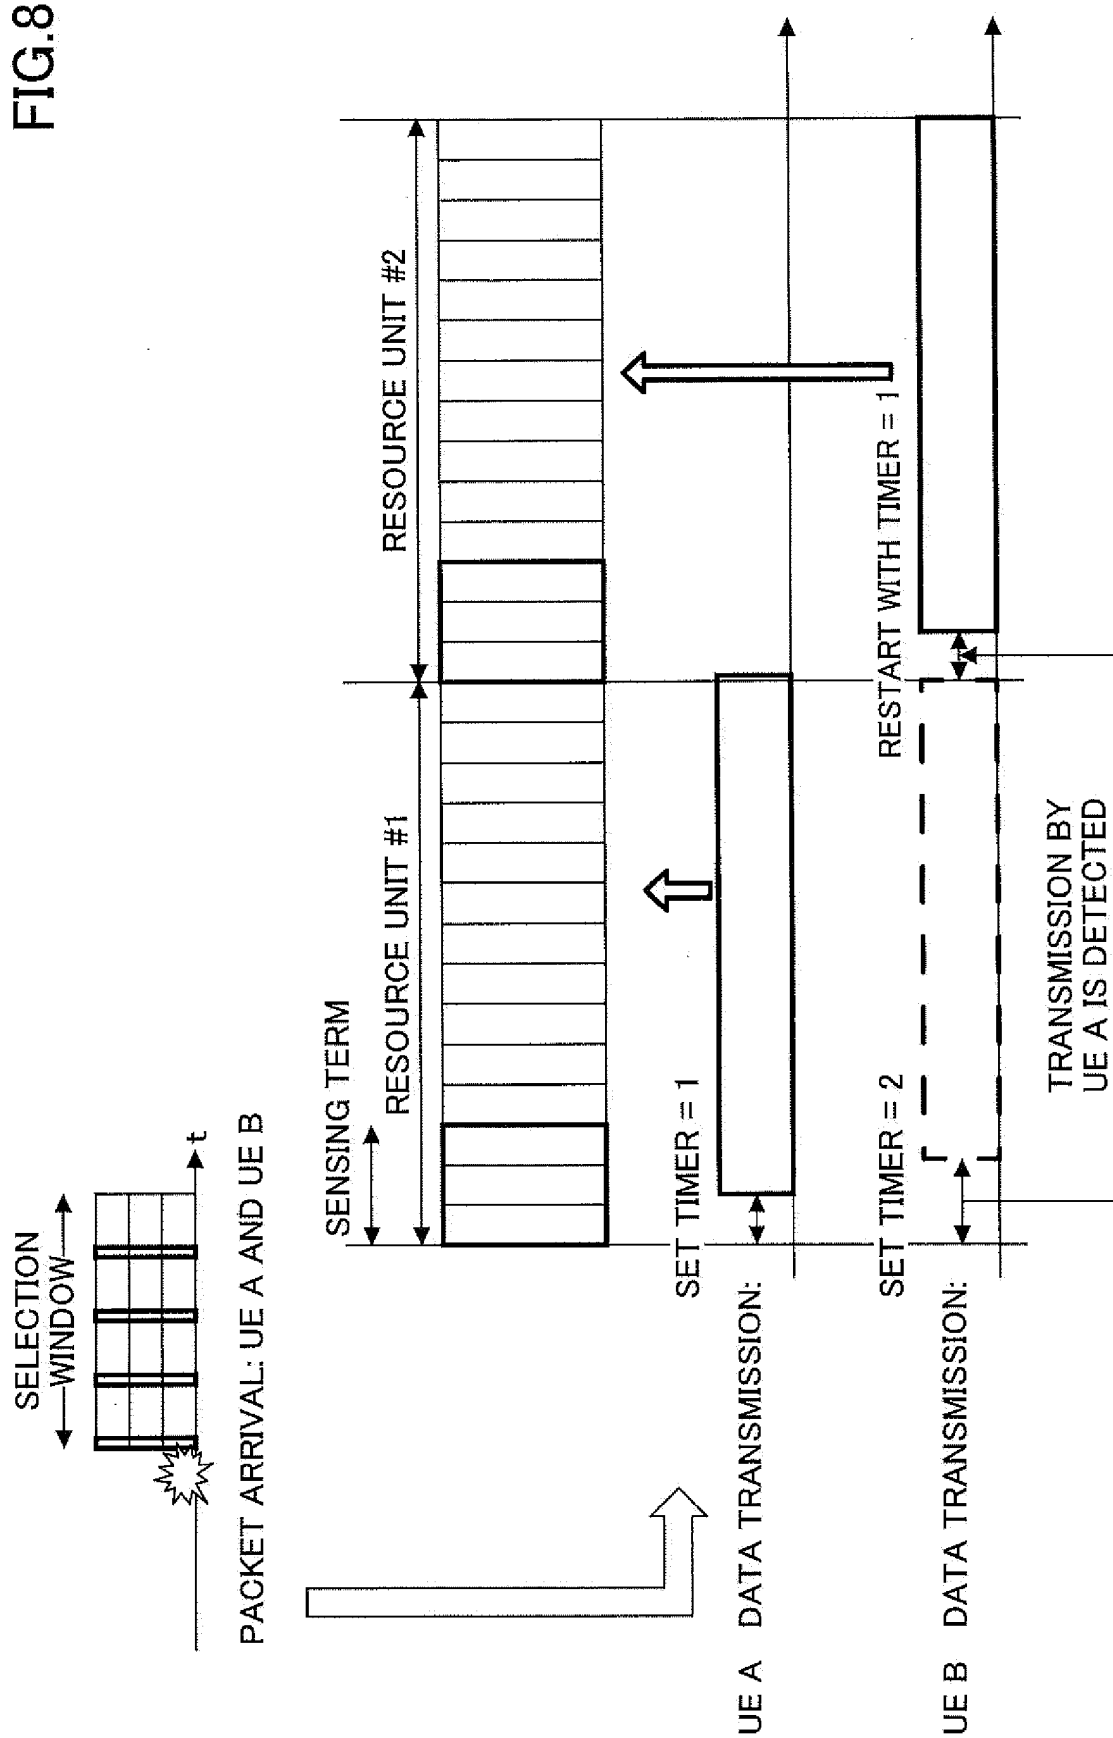 FIG.8
SELECTION
WINDOW
t
PACKET ARRIVAL: UE A AND UE B
SENSING TERM
RESOURCE UNIT #1
RESOURCE UNIT #2
SET TIMER = 1
UE A DATA TRANSMISSION:
SET TIMER = 2
RESTART WITH TIMER = 1
UE B DATA TRANSMISSION:
TRANSMISSION BY
UE A IS DETECTED